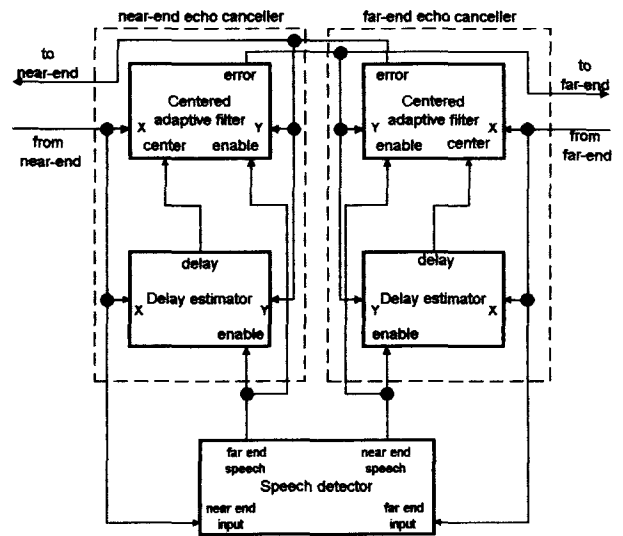 near-end echo canceller
far-end echo canceller
to
near-end
error
error
to
far-end
Centered
adaptive filter
Centered
adaptive filter
X
Y
Y
X
from
near-end
center
enable
enable
center
from
far-end
delay
delay
Delay estimator
Delay estimator
X
Y
Y
X
enable
enable
far end
speech
near end
speech
Speech detector
near end
input
far end
input